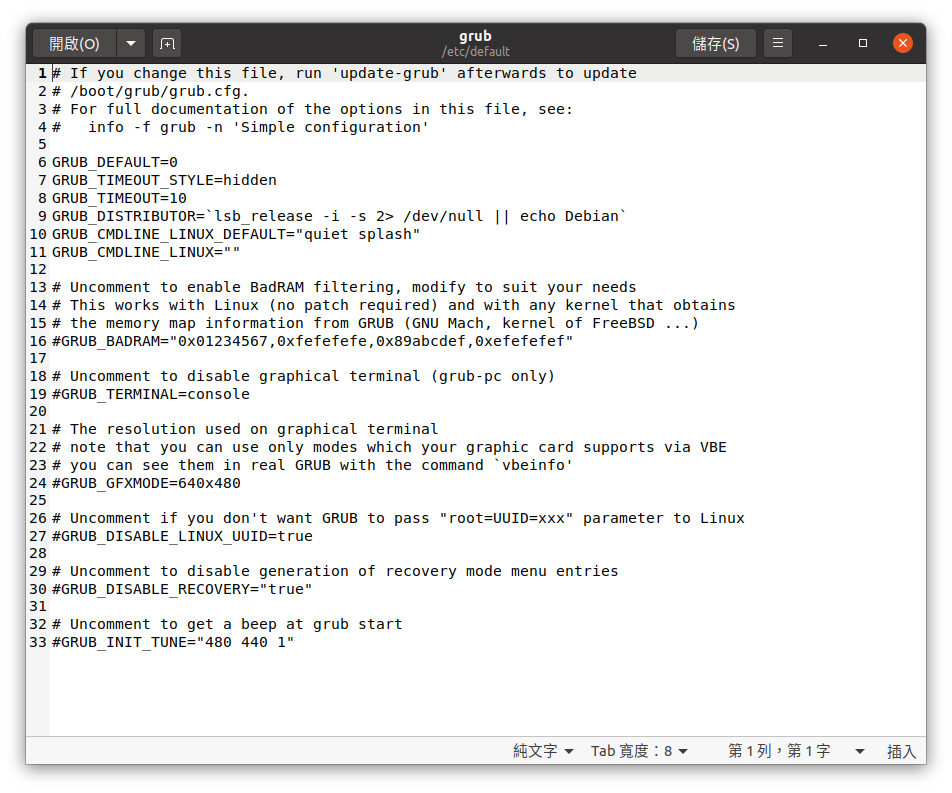 開啟(O)
grub
/etc/default
儲存(S)
1 # If you change this file, run 'update-grub' afterwards to update
2 # /boot/grub/grub.cfg.
3 # For full documentation of the options in this file, see:
4 #   info -f grub -n 'Simple configuration'
5
6 GRUB_DEFAULT=0
7 GRUB_TIMEOUT_STYLE=hidden
8 GRUB_TIMEOUT=10
9 GRUB_DISTRIBUTOR=`lsb_release -i -s 2> /dev/null || echo Debian`
10 GRUB_CMDLINE_LINUX_DEFAULT="quiet splash"
11 GRUB_CMDLINE_LINUX=""
12
13 # Uncomment to enable BadRAM filtering, modify to suit your needs
14 # This works with Linux (no patch required) and with any kernel that obtains
15 # the memory map information from GRUB (GNU Mach, kernel of FreeBSD ...)
16 #GRUB_BADRAM="0x01234567,0xfefefefe,0x89abcdef,0xefefefef"
17
18 # Uncomment to disable graphical terminal (grub-pc only)
19 #GRUB_TERMINAL=console
20
21 # The resolution used on graphical terminal
22 # note that you can use only modes which your graphic card supports via VBE
23 # you can see them in real GRUB with the command `vbeinfo'
24 #GRUB_GFXMODE=640x480
25
26 # Uncomment if you don't want GRUB to pass "root=UUID=xxx" parameter to Linux
27 #GRUB_DISABLE_LINUX_UUID=true
28
29 # Uncomment to disable generation of recovery mode menu entries
30 #GRUB_DISABLE_RECOVERY="true"
31
32 # Uncomment to get a beep at grub start
33 #GRUB_INIT_TUNE="480 440 1"
純文字 Tab 寬度：8 第 1 列，第 1 字 插入